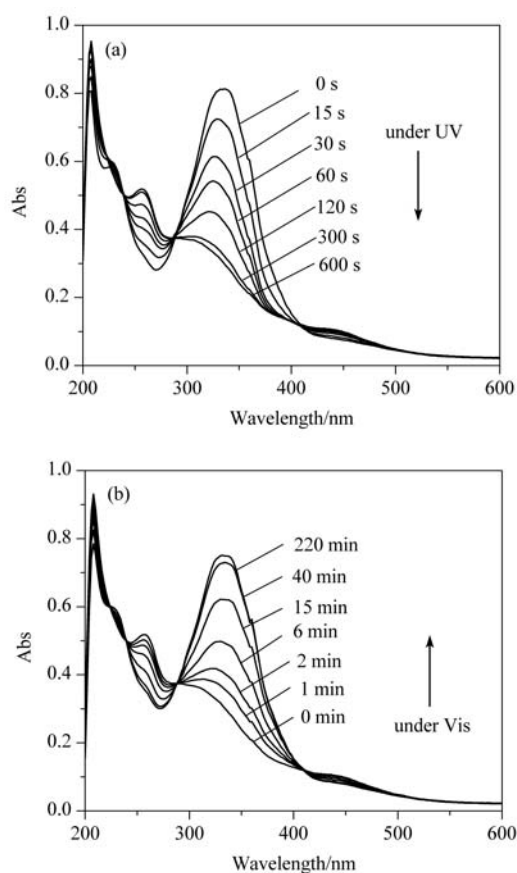 (a)
1.0
0.8
0.6
0.4
0.2
0.0
Abs
0 s
15 s
30 s
60 s
120 s
300 s
600 s
under UV
200
300
400
500
600
Wavelength/nm
(b)
1.0
0.8
0.6
0.4
0.2
0.0
Abs
220 min
40 min
15 min
6 min
2 min
1 min
0 min
under Vis
200
300
400
500
600
Wavelength/nm